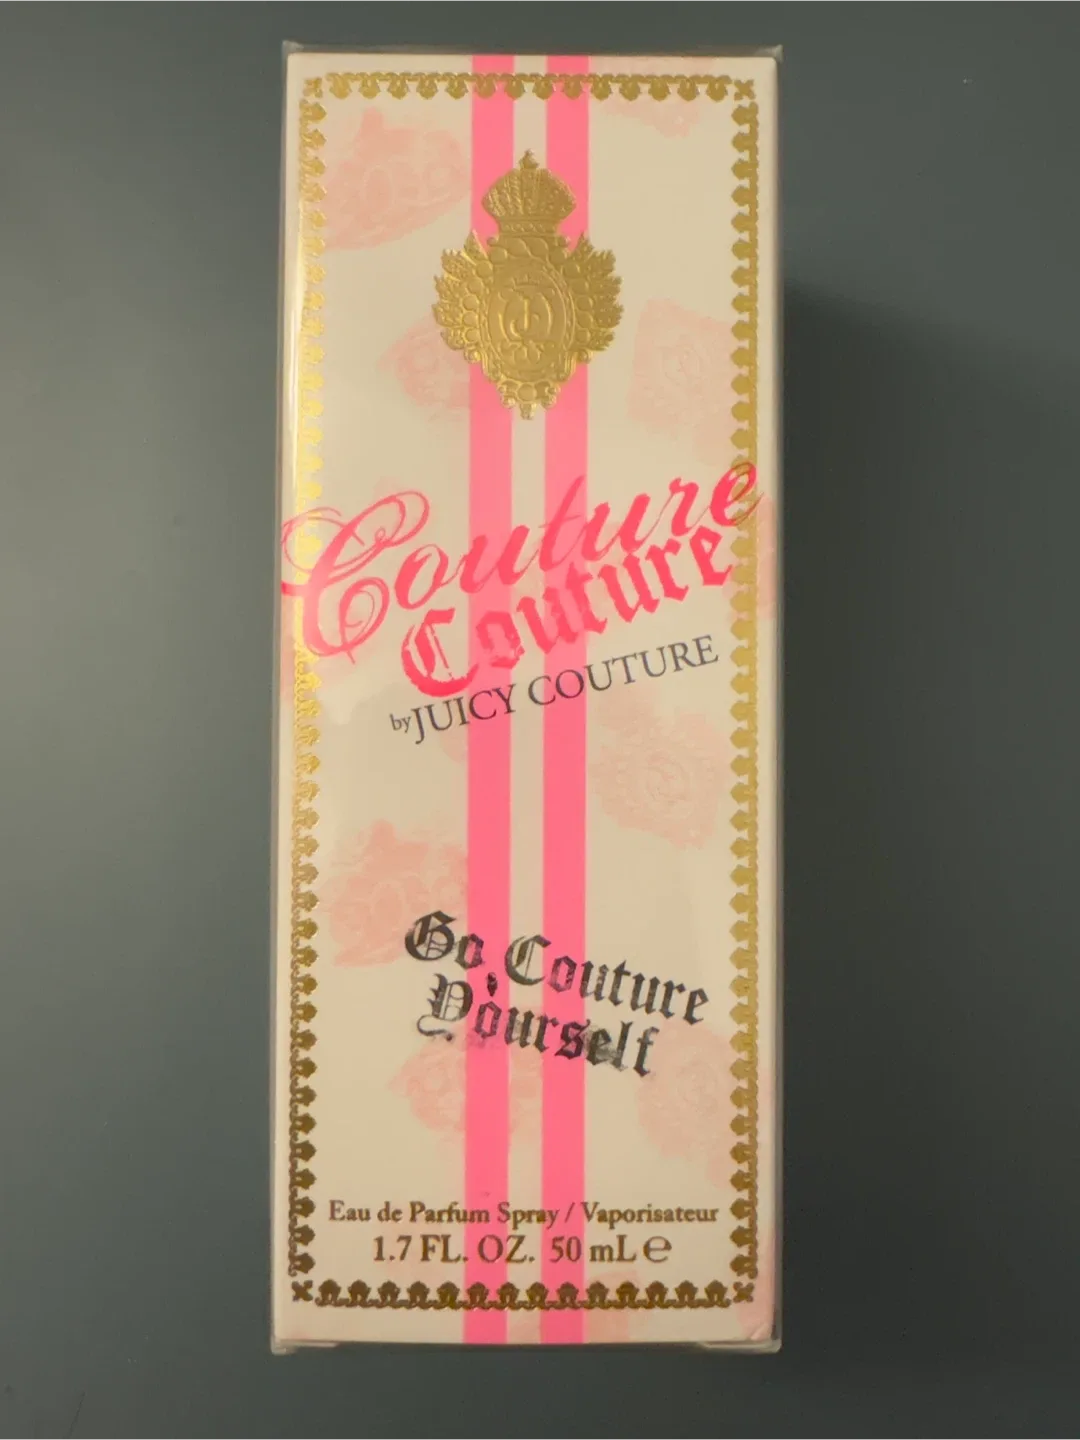 JC
Couture
Couture
by JUICY COUTURE
Go, Couture
Yourself
Eau de Parfum Spray / Vaporisateur
1.7 FL. OZ. 50 mL ℮